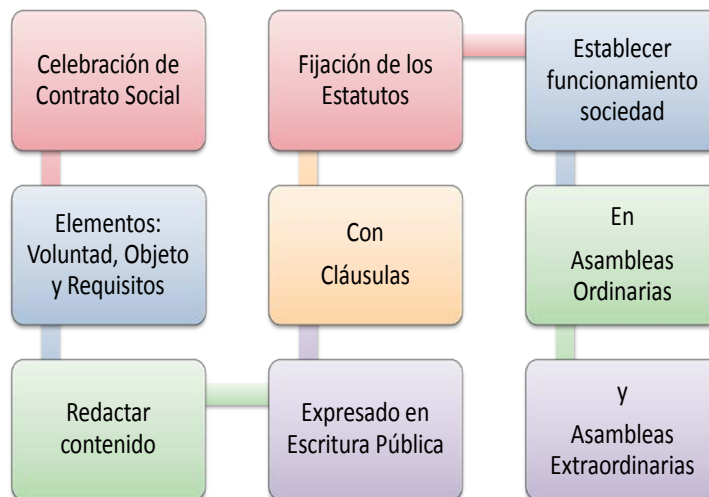 Celebración de
Contrato Social
Elementos:
Voluntad, Objeto
y Requisitos
Redactar
contenido
Expresado en
Escritura Pública
Con
Cláusulas
Fijación de los
Estatutos
Establecer
funcionamiento
sociedad
En
Asambleas
Ordinarias
y
Asambleas
Extraordinarias